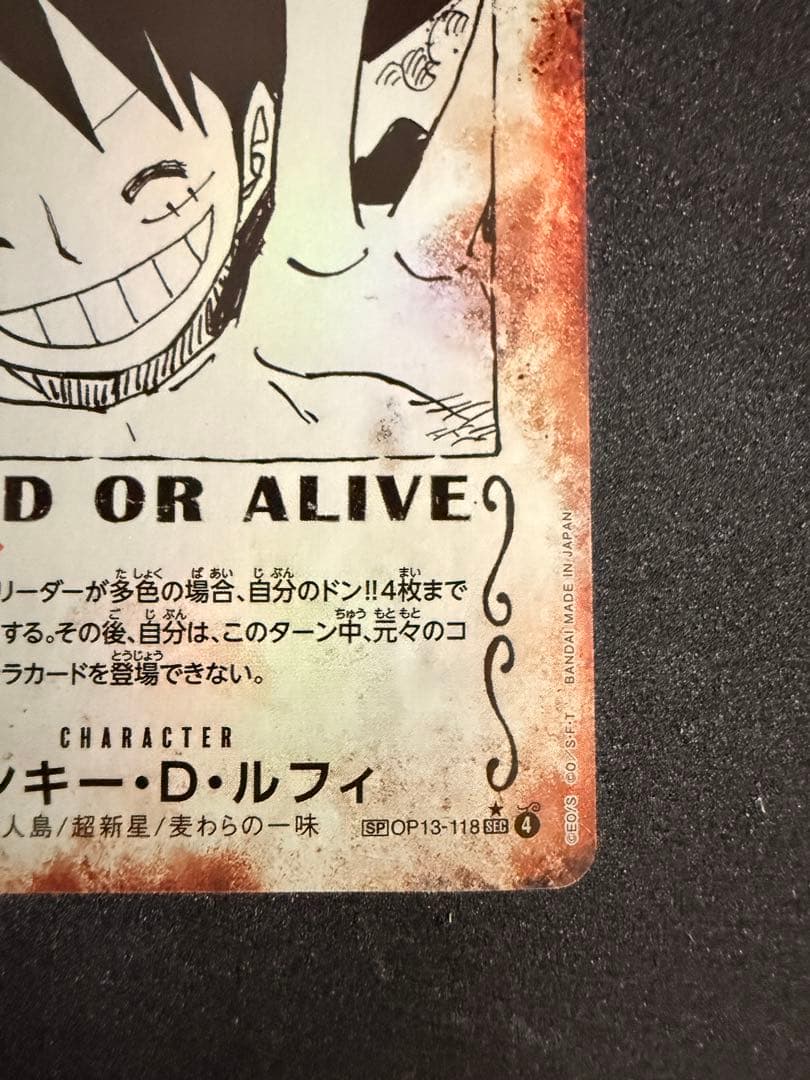 D OR ALIVE
リーダーが多色の場合、自分のドン!!4枚まで
する。その後、自分は、このターン中、元々のコ
ラカードを登場できない。
CHARACTER
ンキー・D・ルフィ
人島/超新星/麦わらの一味 SP OP13-118 SEC 4
©EO/S ©O/S・F・T BANDAI MADE IN JAPAN